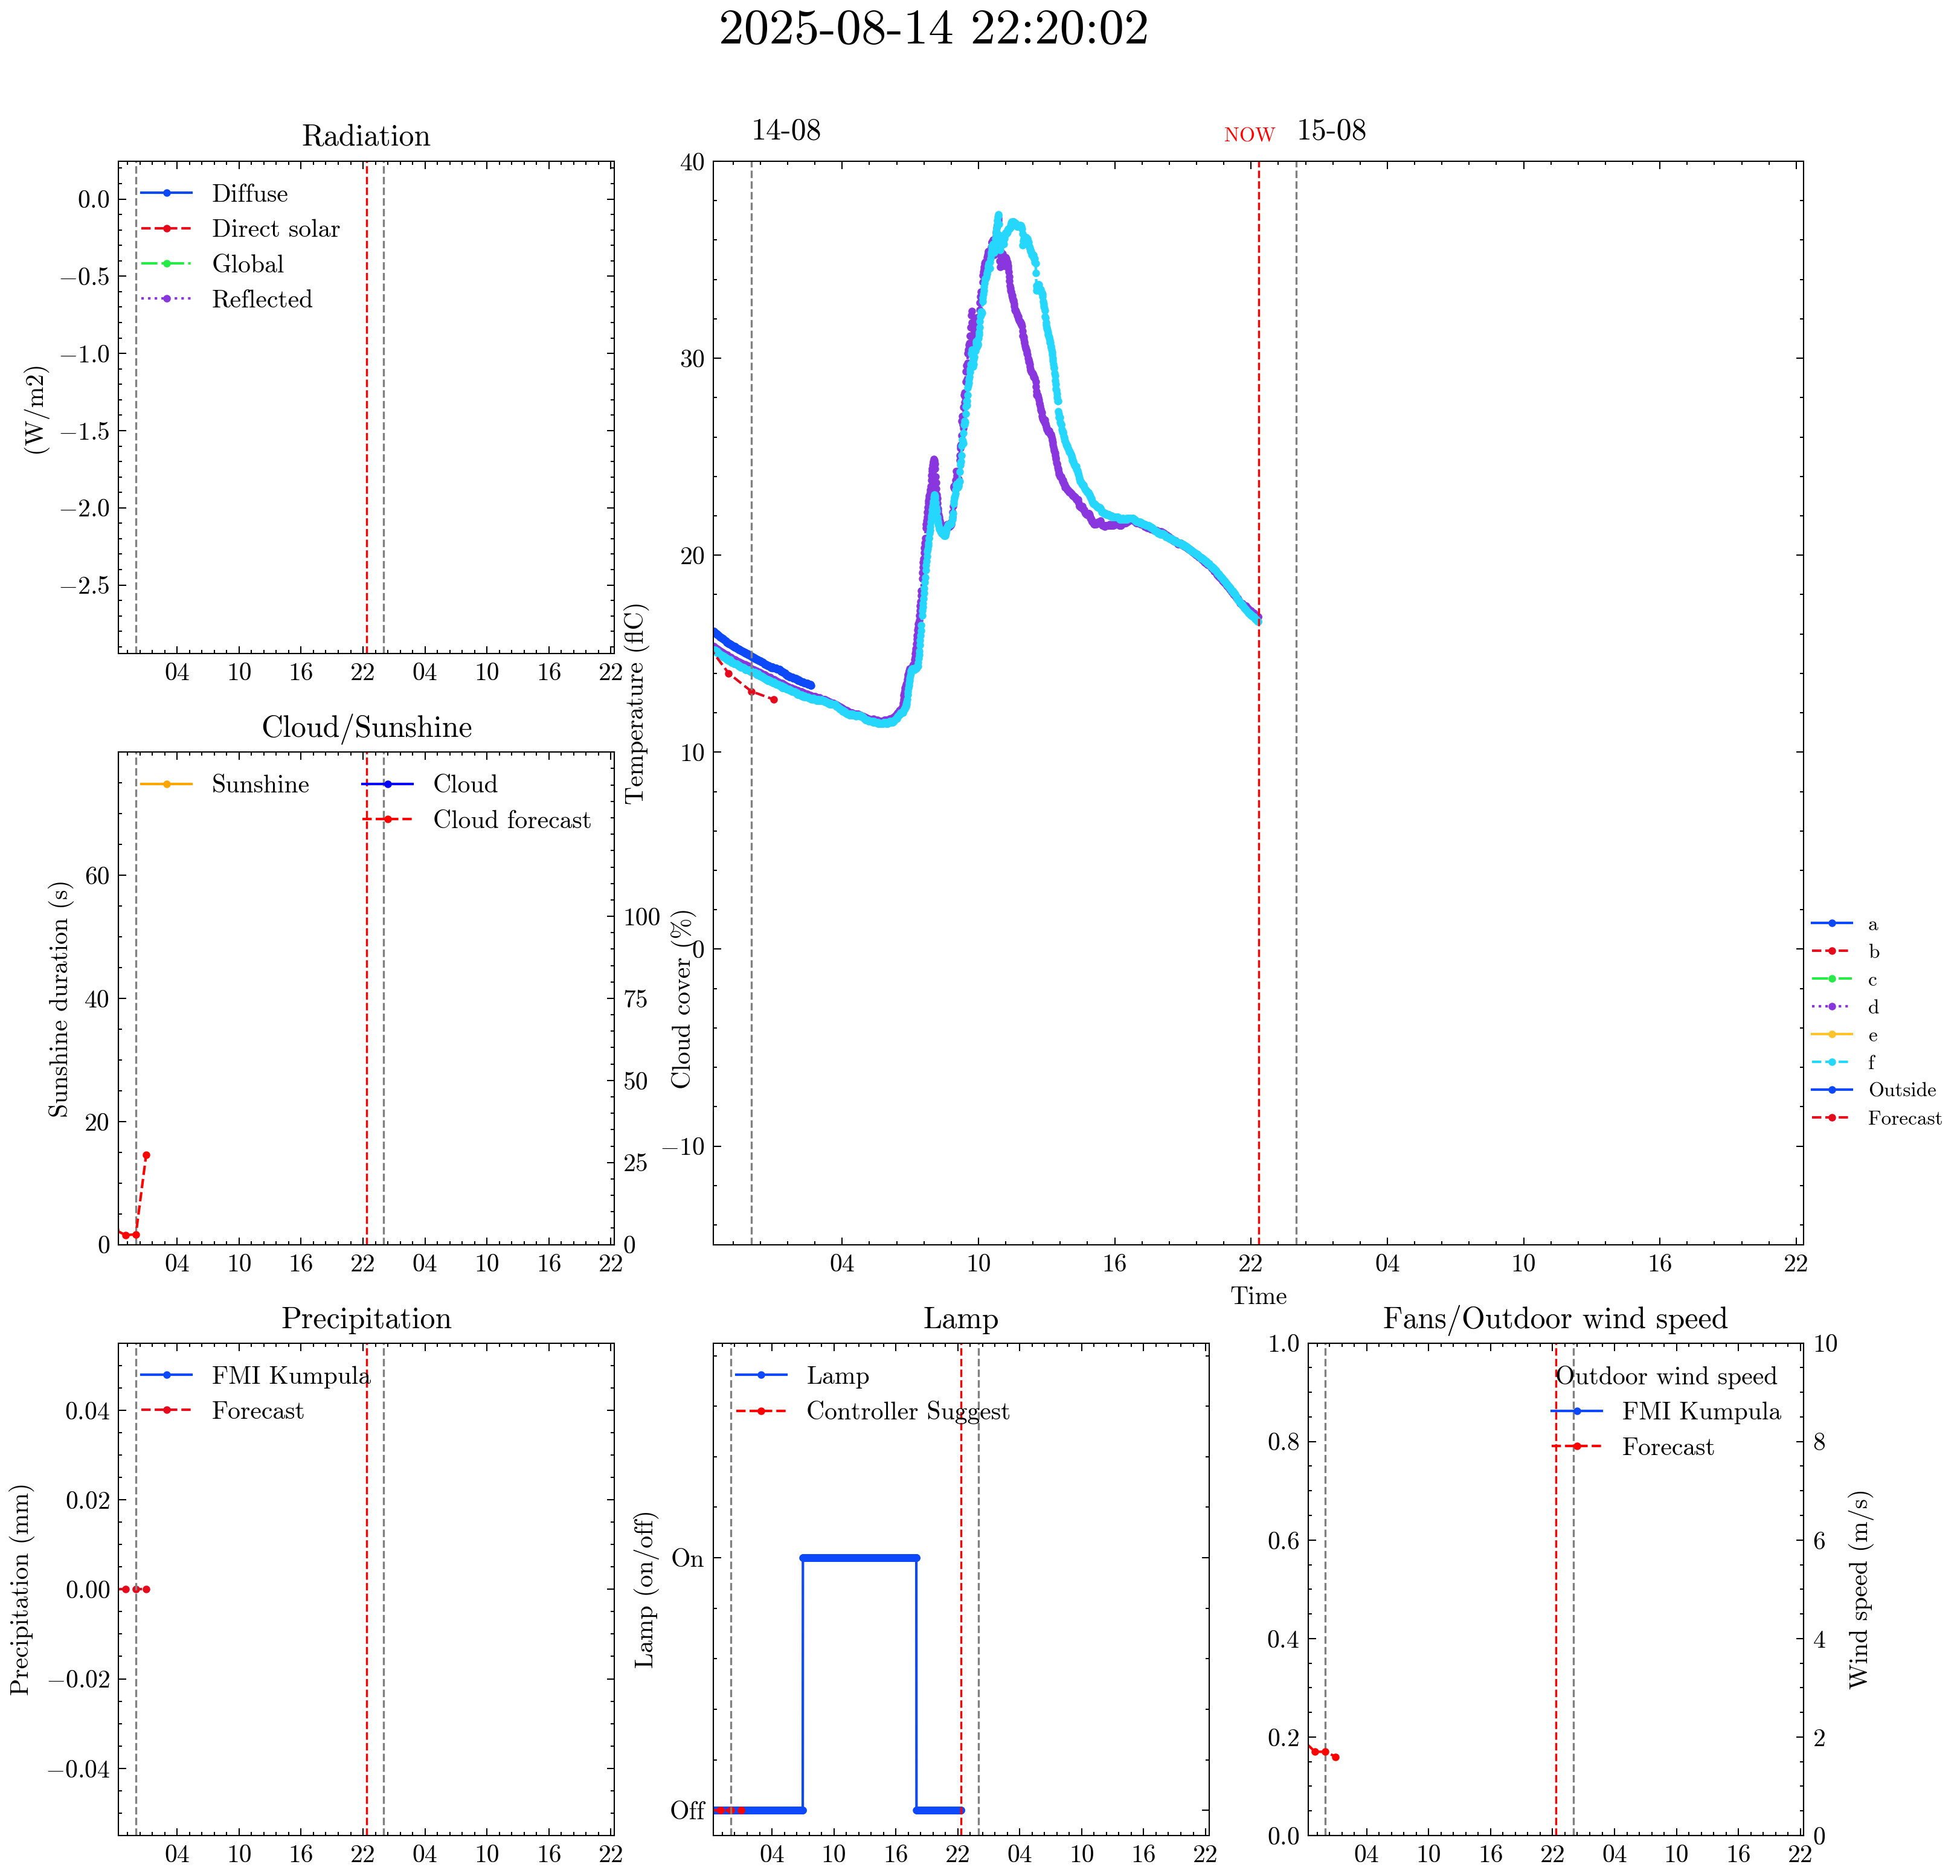 2025-08-14 22:20:02
Radiation
0.0
−0.5
−1.0
−1.5
−2.0
−2.5
(W/m2)
Diffuse
Direct solar
Global
Reflected
04 10 16 22 04 10 16 22
14-08
NOW
15-08
40
30
20
10
0
−10
Temperature (flC)
04 10 16 22 04 10 16 22
Time
a
b
c
d
e
f
Outside
Forecast
Cloud/Sunshine
Sunshine
Cloud
Cloud forecast
60
40
20
0
Sunshine duration (s)
100
75
50
25
0
Cloud cover (%)
04 10 16 22 04 10 16 22
Precipitation
FMI Kumpula
Forecast
0.04
0.02
0.00
−0.02
−0.04
Precipitation (mm)
04 10 16 22 04 10 16 22
Lamp
Lamp
Controller Suggest
On
Off
Lamp (on/off)
04 10 16 22 04 10 16 22
Fans/Outdoor wind speed
Outdoor wind speed
FMI Kumpula
Forecast
1.0
0.8
0.6
0.4
0.2
0.0
10
8
6
4
2
0
Wind speed (m/s)
04 10 16 22 04 10 16 22